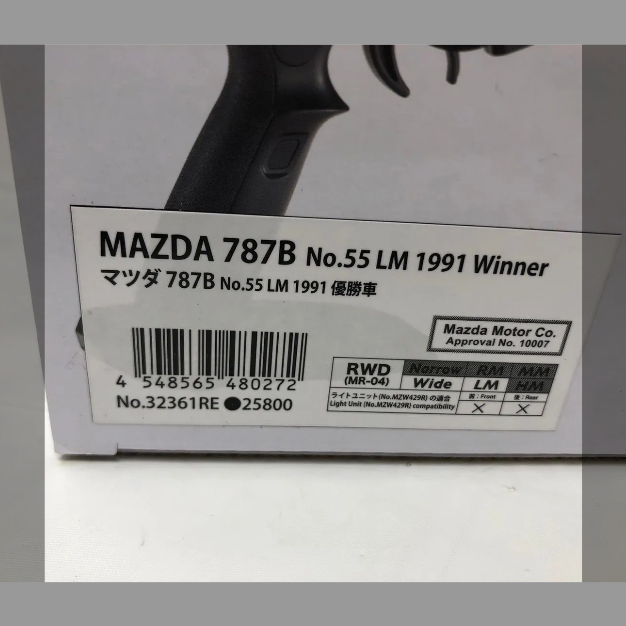 MAZDA 787B No.55 LM 1991 Winner
マツダ 787B No.55 LM 1991 優勝車
Mazda Motor Co.
Approval No. 10007
4 548565 480272
No.32361RE ●25800
RWD Narrow RM MM
(MR-04) Wide LM HM
ライトユニット(No.MZW429R) の適合 前:Front 後:Rear
Light Unit (No.MZW429R) compatibility × ×